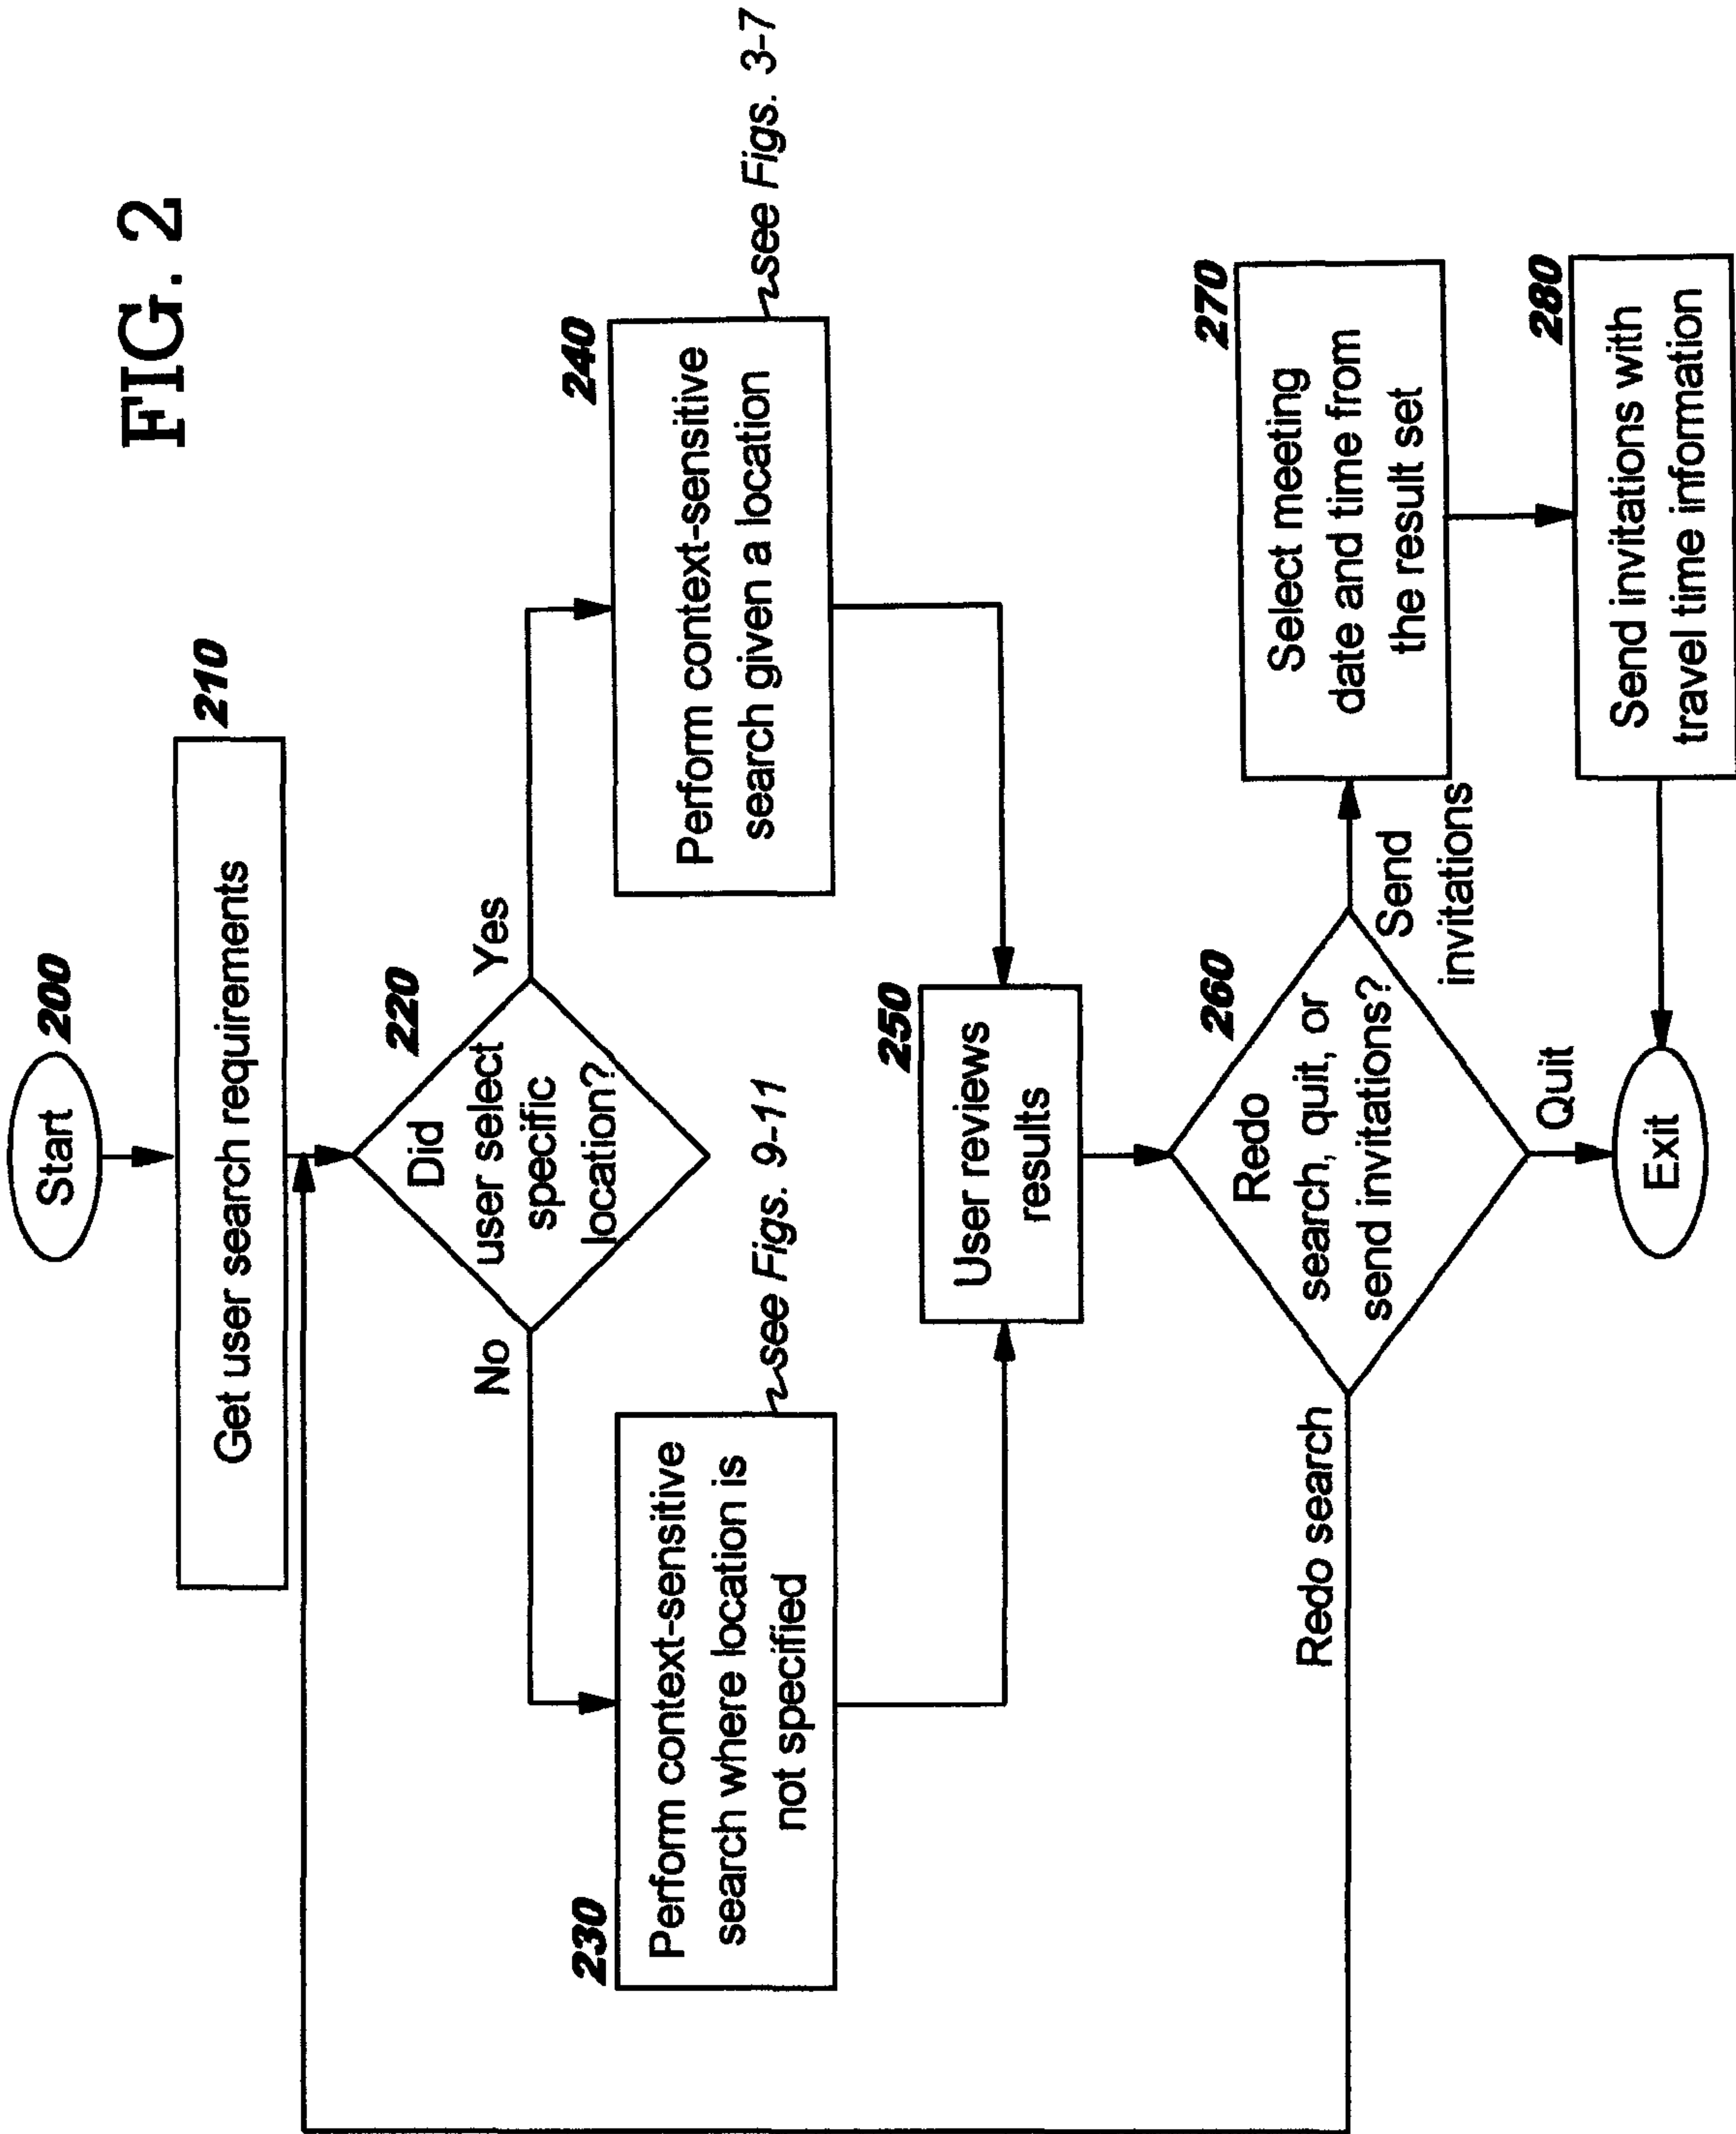 FIG. 2
Start
200
Get user search requirements
210
Did
user select
specific
location?
220
No
Yes
230
Perform context-sensitive
search where location is
not specified
see Figs. 9-11
240
Perform context-sensitive
search given a location
see Figs. 3-7
250
User reviews
results
260
Redo
search, quit, or
send invitations?
Redo search
Send
invitations
Quit
270
Select meeting
date and time from
the result set
280
Send invitations with
travel time information
Exit